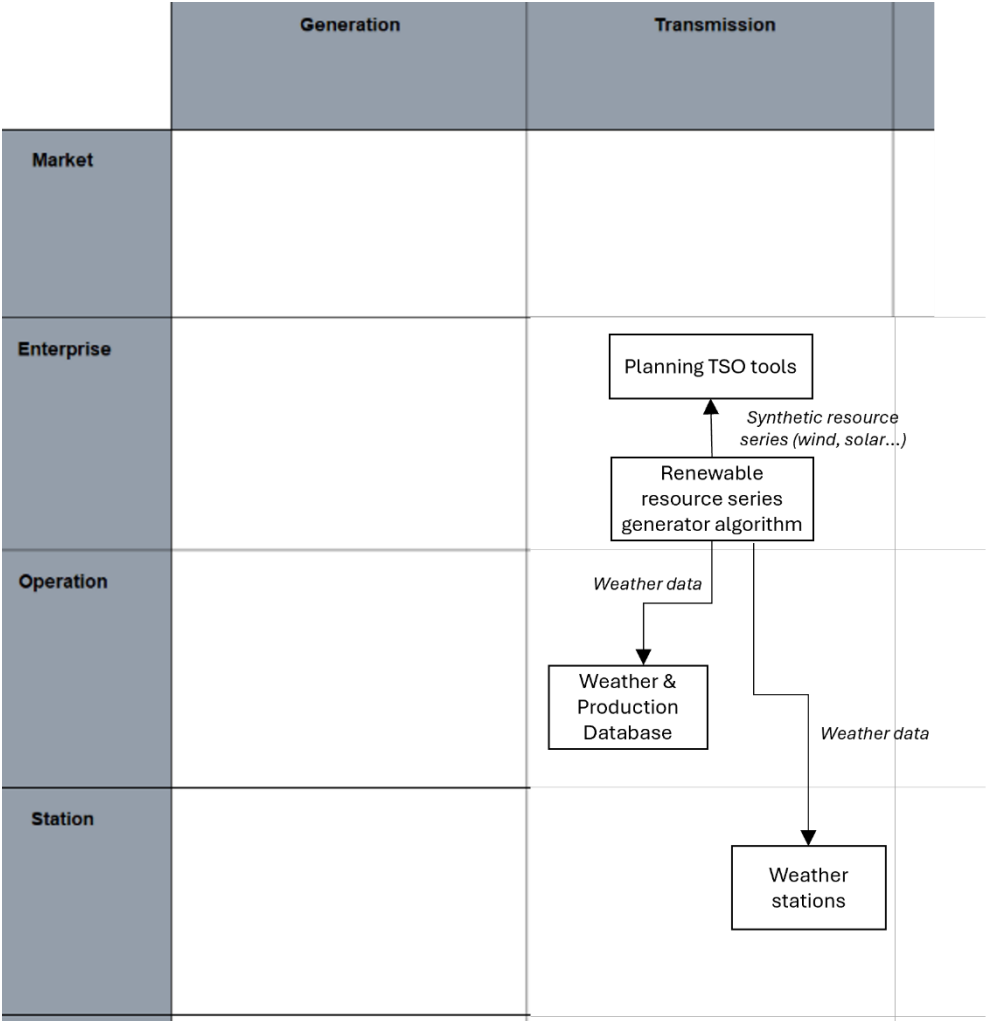 Generation
Transmission
Market
Enterprise
Planning TSO tools
Synthetic resource
series (wind, solar...)
Renewable
resource series
generator algorithm
Operation
Weather data
Weather &
Production
Database
Weather data
Station
Weather
stations